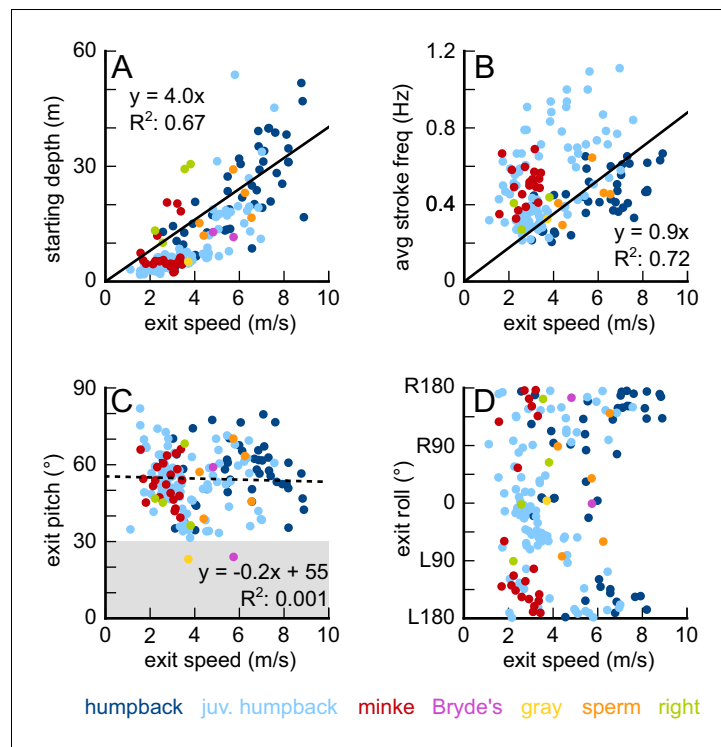 A
y = 4.0x
R²: 0.67
60
30
0
starting depth (m)
0 2 4 6 8 10
exit speed (m/s)
B
1.2
0.8
0.4
0
avg stroke freq (Hz)
y = 0.9x
R²: 0.72
0 2 4 6 8 10
exit speed (m/s)
C
90
60
30
0
exit pitch (°)
y = -0.2x + 55
R²: 0.001
0 2 4 6 8 10
exit speed (m/s)
D
R180
R90
0
L90
L180
exit roll (°)
0 2 4 6 8 10
exit speed (m/s)
humpback juv. humpback minke Bryde's gray sperm right